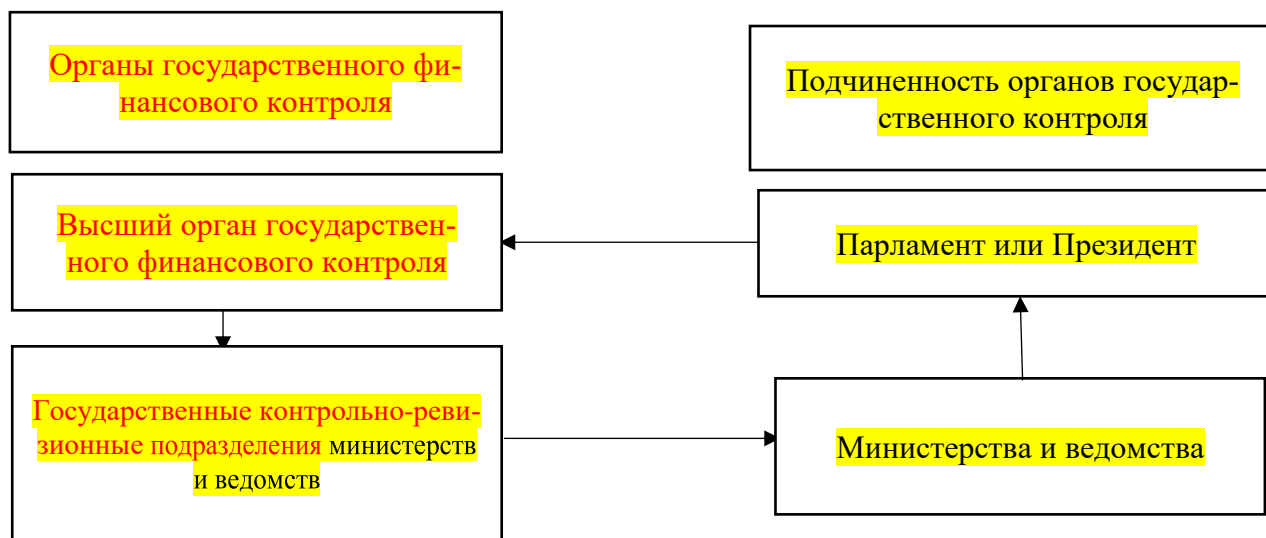 Органы государственного фи-
нансового контроля
Подчиненность органов государ-
ственного контроля
Высший орган государствен-
ного финансового контроля
Парламент или Президент
Государственные контрольно-реви-
зионные подразделения министерств
и ведомств
Министерства и ведомства